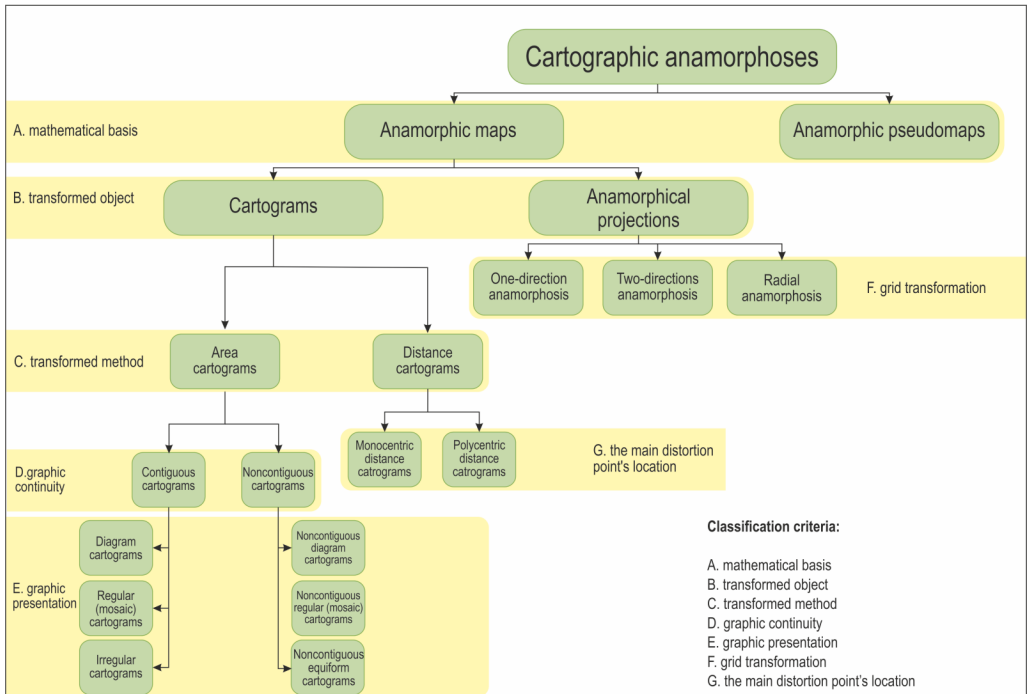 Cartographic anamorphoses
A. mathematical basis
Anamorphic maps
Anamorphic pseudomaps
B. transformed object
Cartograms
Anamorphical
projections
One-direction
anamorphosis
Two-directions
anamorphosis
Radial
anamorphosis
F. grid transformation
C. transformed method
Area
cartograms
Distance
cartograms
Monocentric
distance
catrograms
Polycentric
distance
catrograms
G. the main distortion
point's location
D.graphic
continuity
Contiguous
cartograms
Noncontiguous
cartograms
E. graphic
presentation
Diagram
cartograms
Regular
(mosaic)
cartograms
Irregular
cartograms
Noncontiguous
diagram
cartograms
Noncontiguous
regular (mosaic)
cartograms
Noncontiguous
equiform
cartograms
Classification criteria:
A. mathematical basis
B. transformed object
C. transformed method
D. graphic continuity
E. graphic presentation
F. grid transformation
G. the main distortion point's location